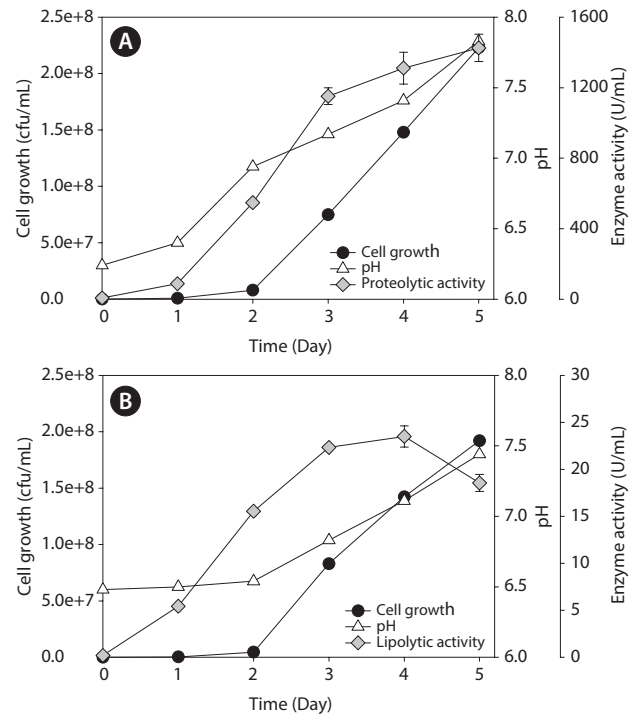 A
2.5e+8
2.0e+8
1.5e+8
1.0e+8
5.0e+7
0.0
Cell growth (cfu/mL)
8.0
7.5
7.0
6.5
6.0
pH
1600
1200
800
400
0
Enzyme activity (U/mL)
Cell growth
pH
Proteolytic activity
0 1 2 3 4 5
Time (Day)
B
2.5e+8
2.0e+8
1.5e+8
1.0e+8
5.0e+7
0.0
Cell growth (cfu/mL)
8.0
7.5
7.0
6.5
6.0
pH
30
25
20
15
10
5
0
Enzyme activity (U/mL)
Cell growth
pH
Lipolytic activity
0 1 2 3 4 5
Time (Day)